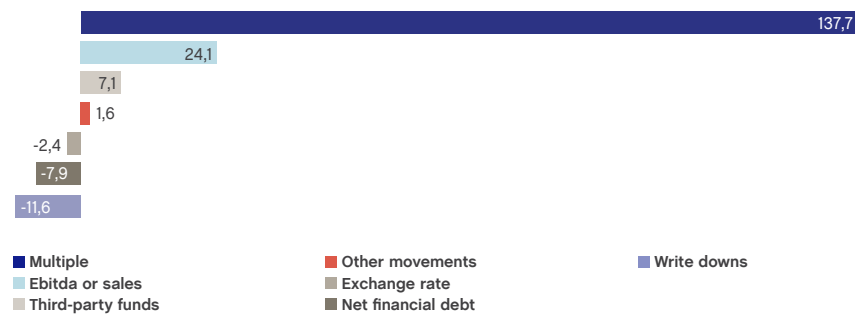 137,7
24,1
7,1
1,6
-2,4
-7,9
-11,6
Multiple
Ebitda or sales
Third-party funds
Other movements
Exchange rate
Net financial debt
Write downs